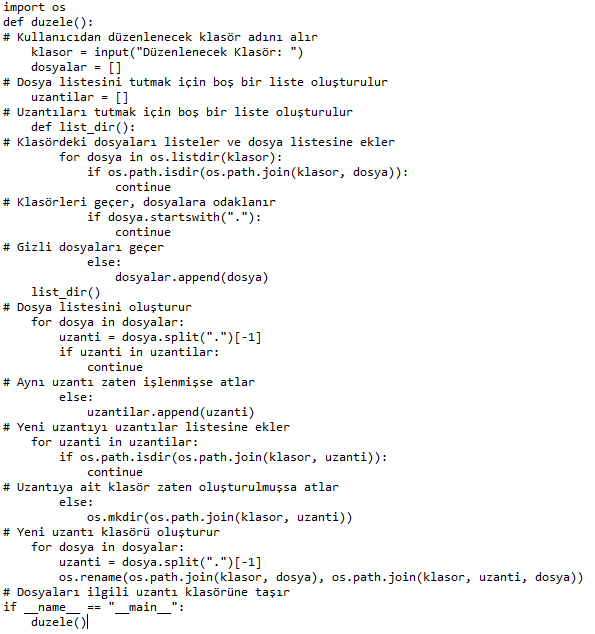 import os
def duzele():
# Kullanıcıdan düzenlenecek klasör adını alır
    klasor = input("Düzenlenecek Klasör: ")
    dosyalar = []
# Dosya listesini tutmak için boş bir liste oluşturulur
    uzantilar = []
# Uzantıları tutmak için boş bir liste oluşturulur
    def list_dir():
# Klasördeki dosyaları listeler ve dosya listesine ekler
        for dosya in os.listdir(klasor):
            if os.path.isdir(os.path.join(klasor, dosya)):
                continue
# Klasörleri geçer, dosyalara odaklanır
            if dosya.startswith("."):
                continue
# Gizli dosyaları geçer
            else:
                dosyalar.append(dosya)
    list_dir()
# Dosya listesini oluşturur
    for dosya in dosyalar:
        uzanti = dosya.split(".")[-1]
        if uzanti in uzantilar:
            continue
# Aynı uzantı zaten işlenmişse atlar
        else:
            uzantilar.append(uzanti)
# Yeni uzantıyı uzantılar listesine ekler
    for uzanti in uzantilar:
        if os.path.isdir(os.path.join(klasor, uzanti)):
            continue
# Uzantıya ait klasör zaten oluşturulmuşsa atlar
        else:
            os.mkdir(os.path.join(klasor, uzanti))
# Yeni uzantı klasörü oluşturur
    for dosya in dosyalar:
        uzanti = dosya.split(".")[-1]
        os.rename(os.path.join(klasor, dosya), os.path.join(klasor, uzanti, dosya))
# Dosyaları ilgili uzantı klasörüne taşır
if __name__ == "__main__":
    duzele()